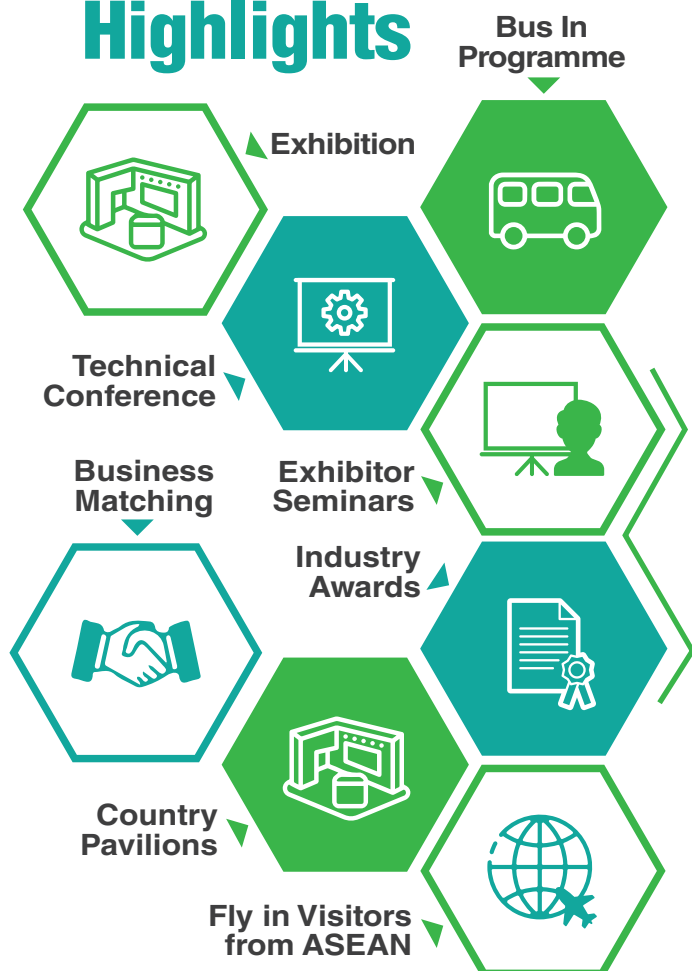 Highlights
Bus In
Programme
Exhibition
Technical
Conference
Business
Matching
Exhibitor
Seminars
Industry
Awards
Country
Pavilions
Fly in Visitors
from ASEAN